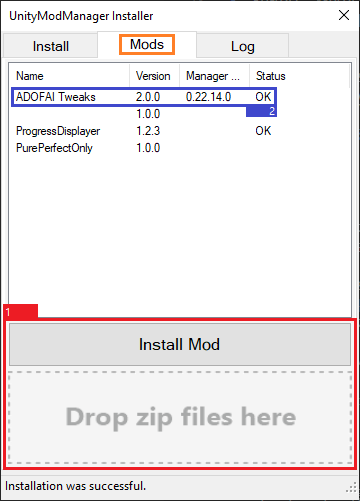 UnityModManager Installer
Install Mods Log
Name Version Manager ... Status
ADOFAI Tweaks 2.0.0 0.22.14.0 OK
1.0.0 2
ProgressDisplayer 1.2.3 OK
PurePerfectOnly 1.0.0
1
Install Mod
Drop zip files here
Installation was successful.